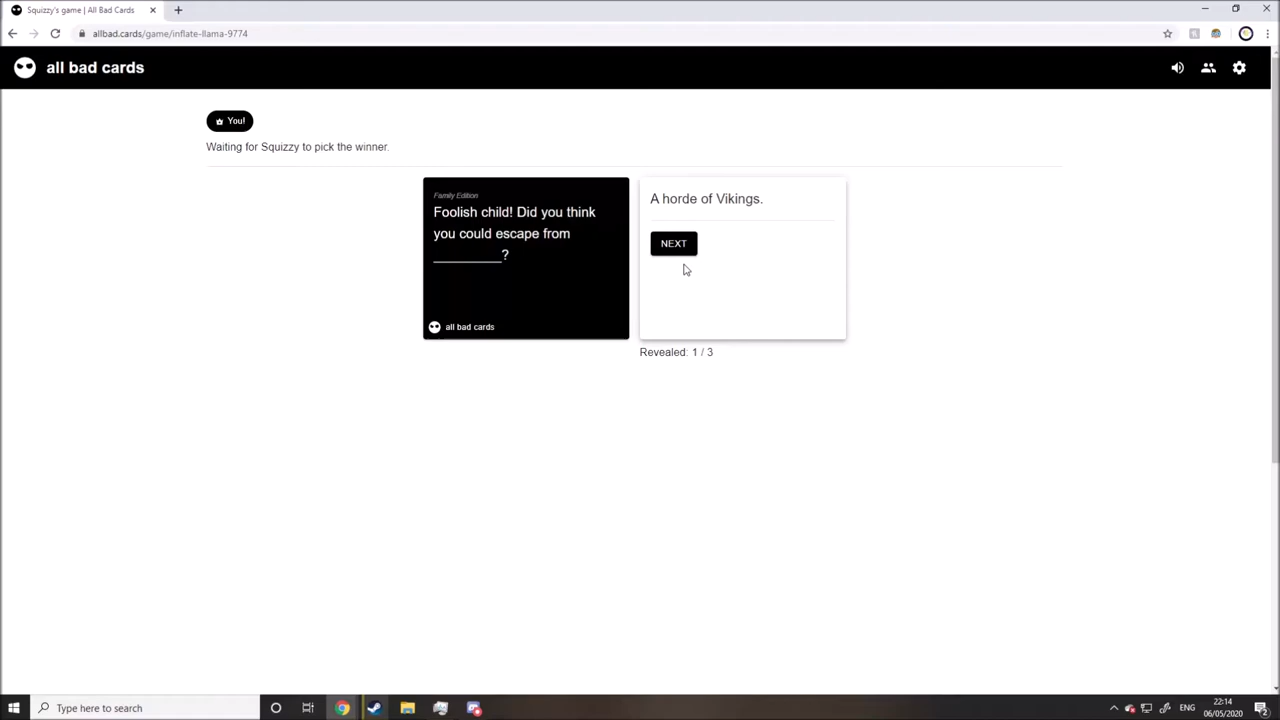 Squizzy's game | All Bad Cards
allbad.cards/game/inflate-llama-9774
all bad cards
You!
Waiting for Squizzy to pick the winner.
Family Edition
Foolish child! Did you think
you could escape from
__________?
all bad cards
A horde of Vikings.
NEXT
Revealed: 1 / 3
Type here to search
ENG
22:14
06/05/2020
2